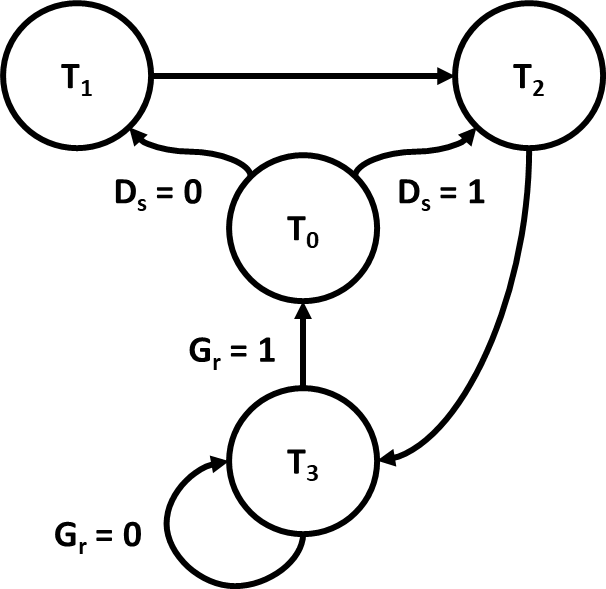 T₁
T₂
Dₛ = 0
Dₛ = 1
T₀
Gᵣ = 1
T₃
Gᵣ = 0